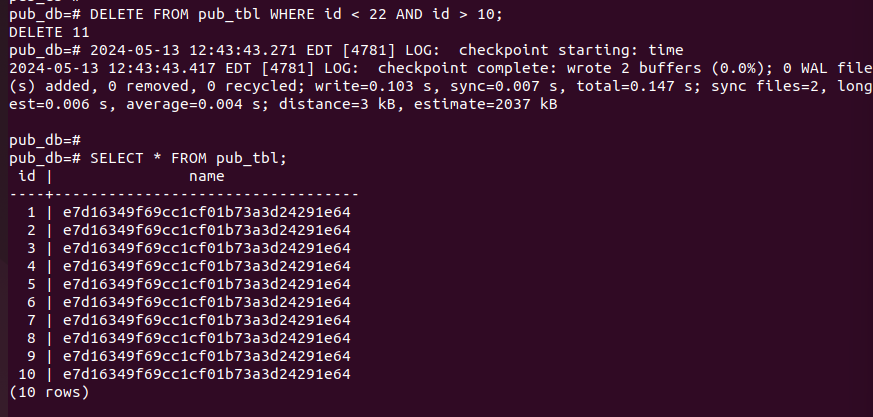 pub_db=# DELETE FROM pub_tbl WHERE id < 22 AND id > 10;
DELETE 11
pub_db=# 2024-05-13 12:43:43.271 EDT [4781] LOG:  checkpoint starting: time
2024-05-13 12:43:43.417 EDT [4781] LOG:  checkpoint complete: wrote 2 buffers (0.0%); 0 WAL file
(s) added, 0 removed, 0 recycled; write=0.103 s, sync=0.007 s, total=0.147 s; sync files=2, long
est=0.006 s, average=0.004 s; distance=3 kB, estimate=2037 kB
pub_db=#
pub_db=# SELECT * FROM pub_tbl;
 id |               name
----+----------------------------------
  1 | e7d16349f69cc1cf01b73a3d24291e64
  2 | e7d16349f69cc1cf01b73a3d24291e64
  3 | e7d16349f69cc1cf01b73a3d24291e64
  4 | e7d16349f69cc1cf01b73a3d24291e64
  5 | e7d16349f69cc1cf01b73a3d24291e64
  6 | e7d16349f69cc1cf01b73a3d24291e64
  7 | e7d16349f69cc1cf01b73a3d24291e64
  8 | e7d16349f69cc1cf01b73a3d24291e64
  9 | e7d16349f69cc1cf01b73a3d24291e64
 10 | e7d16349f69cc1cf01b73a3d24291e64
(10 rows)